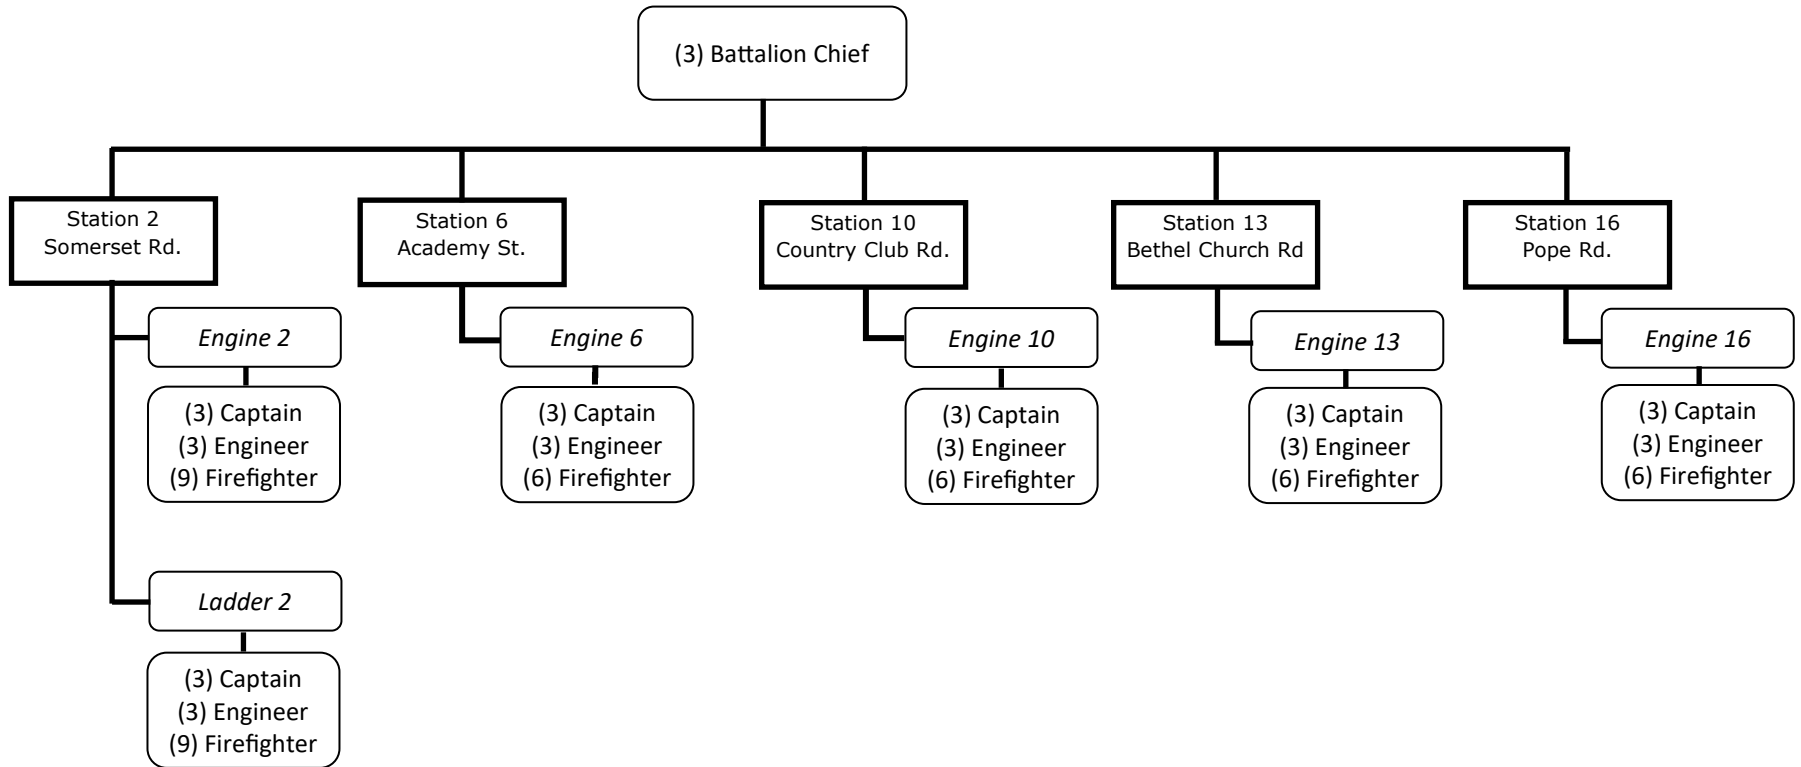 (3) Battalion Chief
Station 2
Somerset Rd.
Station 6
Academy St.
Station 10
Country Club Rd.
Station 13
Bethel Church Rd
Station 16
Pope Rd.
Engine 2
(3) Captain
(3) Engineer
(9) Firefighter
Engine 6
(3) Captain
(3) Engineer
(6) Firefighter
Engine 10
(3) Captain
(3) Engineer
(6) Firefighter
Engine 13
(3) Captain
(3) Engineer
(6) Firefighter
Engine 16
(3) Captain
(3) Engineer
(6) Firefighter
Ladder 2
(3) Captain
(3) Engineer
(9) Firefighter